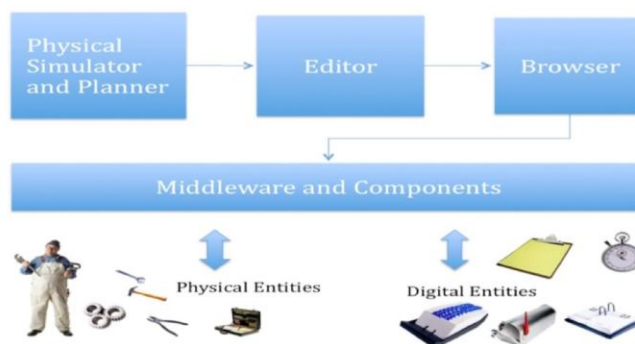 Physical
Simulator
and Planner
Editor
Browser
Middleware and Components
Physical Entities
Digital Entities